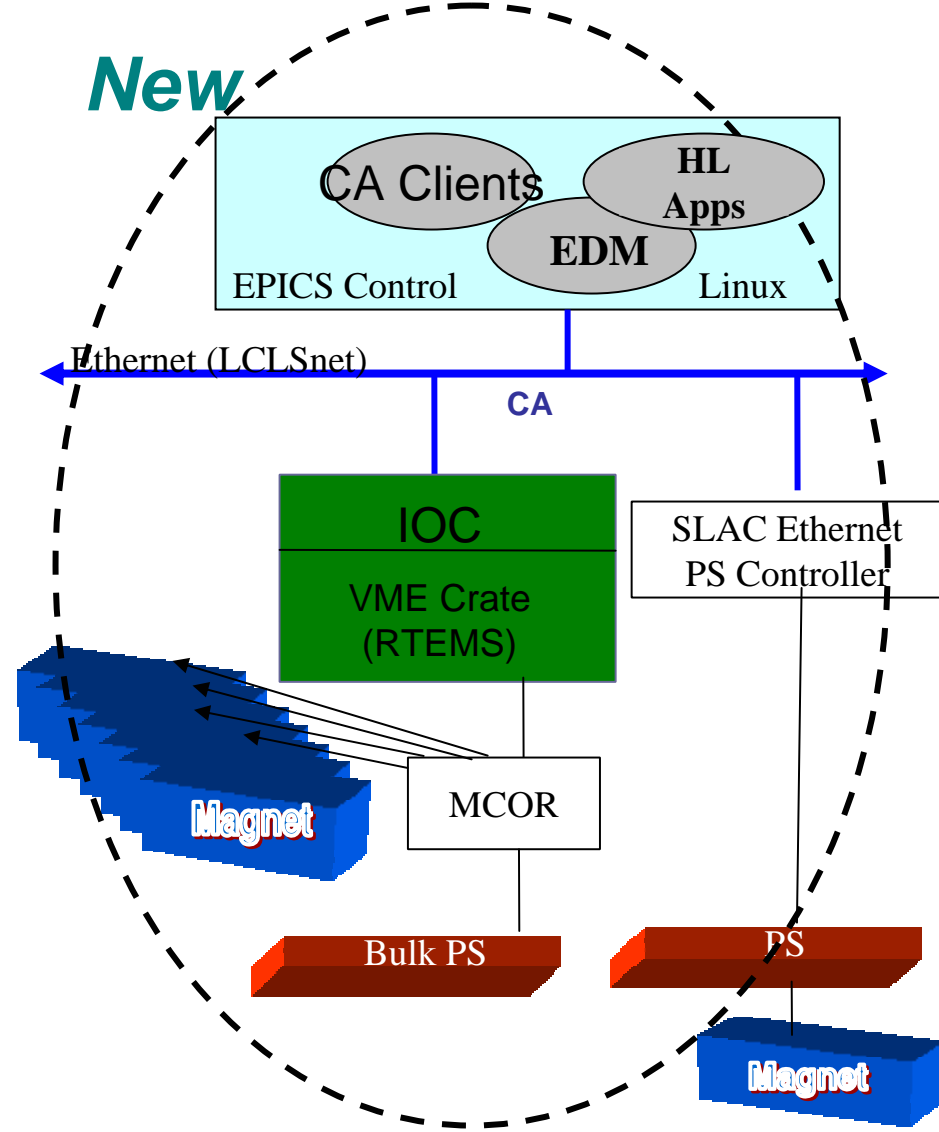 New
CA Clients
HL
Apps
EDM
EPICS Control
Linux
Ethernet (LCLSnet)
CA
IOC
SLAC Ethernet
PS Controller
VME Crate
(RTEMS)
MCOR
Magnet
Bulk PS
PS
Magnet